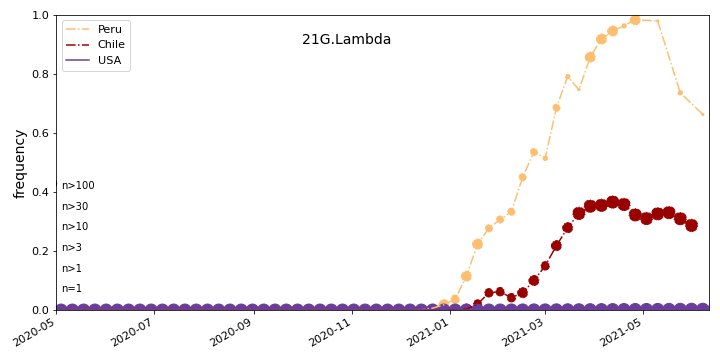 21G.Lambda
Peru
Chile
USA
frequency
1.0
0.8
0.6
0.4
0.2
0.0
n>100
n>30
n>10
n>3
n>1
n=1
2020-05
2020-07
2020-09
2020-11
2021-01
2021-03
2021-05